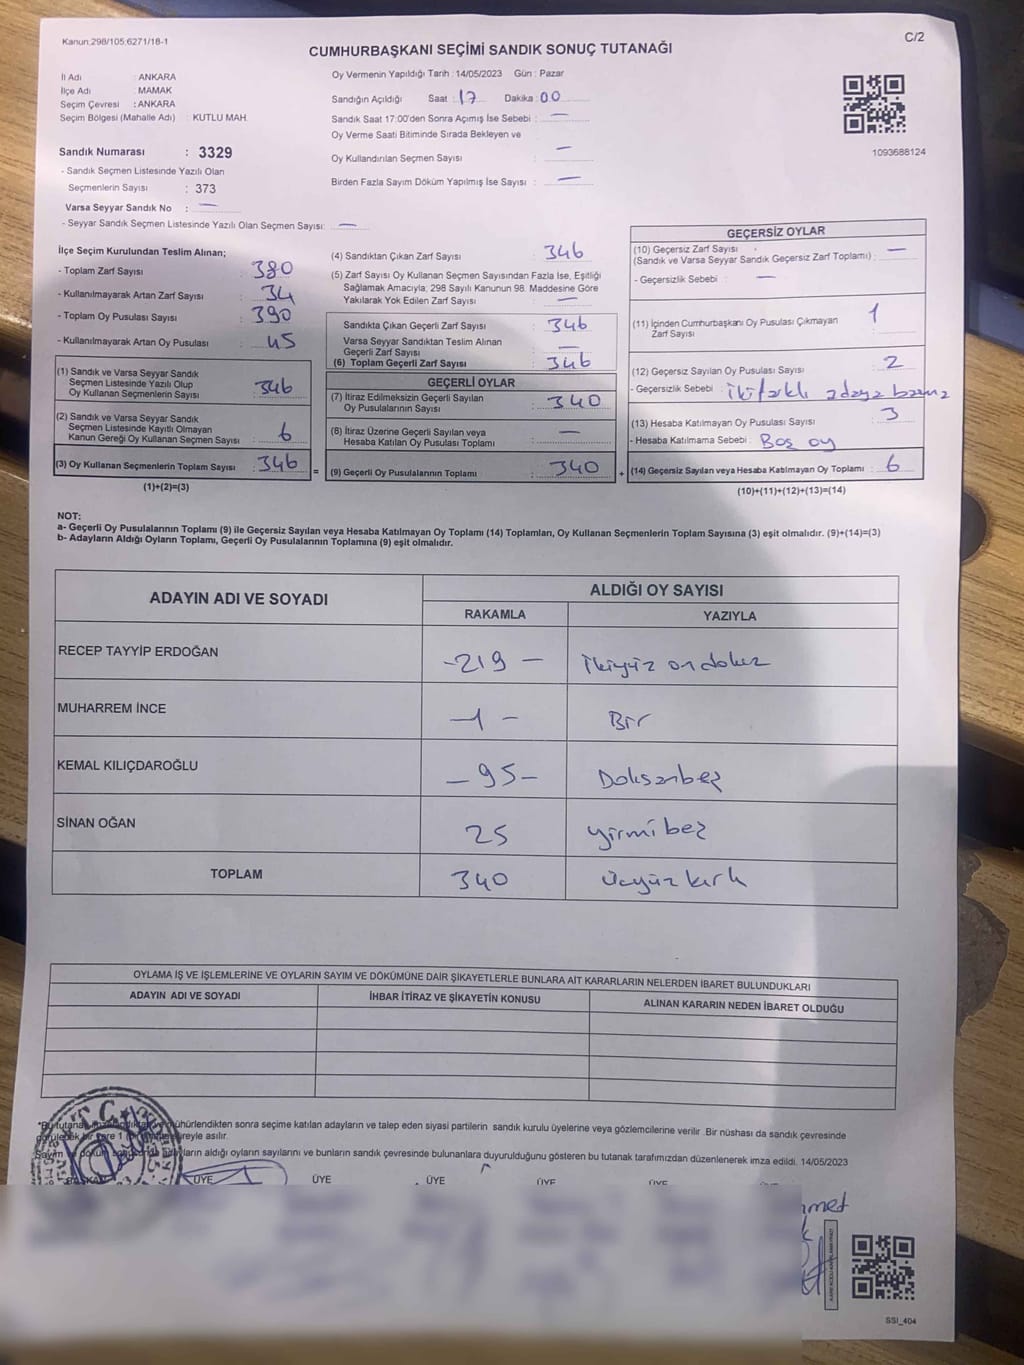 Kanun:298/105;6271/18-1
C/2
CUMHURBAŞKANI SEÇİMİ SANDIK SONUÇ TUTANAĞI
İl Adı : ANKARA
İlçe Adı : MAMAK
Seçim Çevresi : ANKARA
Seçim Bölgesi (Mahalle Adı) : KUTLU MAH.
Sandık Numarası : 3329
- Sandık Seçmen Listesinde Yazılı Olan
Seçmenlerin Sayısı : 373
Varsa Seyyar Sandık No : —
- Seyyar Sandık Seçmen Listesinde Yazılı Olan Seçmen Sayısı: —
Oy Vermenin Yapıldığı Tarih : 14/05/2023 Gün : Pazar
Sandığın Açıldığı Saat : 17 Dakika : 00
Sandık Saat 17:00'den Sonra Açımış İse Sebebi : —
Oy Verme Saati Bitiminde Sırada Bekleyen ve
Oy Kullandırılan Seçmen Sayısı : —
Birden Fazla Sayım Döküm Yapılmış İse Sayısı : —
1093688124
İlçe Seçim Kurulundan Teslim Alınan;
- Toplam Zarf Sayısı : 380
- Kullanılmayarak Artan Zarf Sayısı : 34
- Toplam Oy Pusulası Sayısı : 390
- Kullanılmayarak Artan Oy Pusulası : 45
(1) Sandık ve Varsa Seyyar Sandık
Seçmen Listesinde Yazılı Olup
Oy Kullanan Seçmenlerin Sayısı : 346
(2) Sandık ve Varsa Seyyar Sandık
Seçmen Listesinde Kayıtlı Olmayan
Kanun Gereği Oy Kullanan Seçmen Sayısı : 6
(3) Oy Kullanan Seçmenlerin Toplam Sayısı : 346 =
(1)+(2)=(3)
(4) Sandıktan Çıkan Zarf Sayısı : 346
(5) Zarf Sayısı Oy Kullanan Seçmen Sayısından Fazla İse, Eşitliği
Sağlamak Amacıyla; 298 Sayılı Kanunun 98. Maddesine Göre
Yakılarak Yok Edilen Zarf Sayısı : —
Sandıkta Çıkan Geçerli Zarf Sayısı : 346
Varsa Seyyar Sandıktan Teslim Alınan
Geçerli Zarf Sayısı : —
(6) Toplam Geçerli Zarf Sayısı : 346
GEÇERLİ OYLAR
(7) İtiraz Edilmeksizin Geçerli Sayılan
Oy Pusulalarının Sayısı : 340
(8) İtiraz Üzerine Geçerli Sayılan veya
Hesaba Katılan Oy Pusulası Toplamı : —
(9) Geçerli Oy Pusulalarının Toplamı : 340 +
GEÇERSİZ OYLAR
(10) Geçersiz Zarf Sayısı
(Sandık ve Varsa Seyyar Sandık Geçersiz Zarf Toplamı) : —
- Geçersizlik Sebebi : —
(11) İçinden Cumhurbaşkanı Oy Pusulası Çıkmayan
Zarf Sayısı : 1
(12) Geçersiz Sayılan Oy Pusulası Sayısı : 2
- Geçersizlik Sebebi : iki farklı adaya basma
(13) Hesaba Katılmayan Oy Pusulası Sayısı : 3
- Hesaba Katılmama Sebebi : Boş oy
(14) Geçersiz Sayılan veya Hesaba Katılmayan Oy Toplamı : 6
(10)+(11)+(12)+(13)=(14)
NOT:
a- Geçerli Oy Pusulalarının Toplamı (9) ile Geçersiz Sayılan veya Hesaba Katılmayan Oy Toplamı (14) Toplamları, Oy Kullanan Seçmenlerin Toplam Sayısına (3) eşit olmalıdır. (9)+(14)=(3)
b- Adayların Aldığı Oyların Toplamı, Geçerli Oy Pusulalarının Toplamına (9) eşit olmalıdır.
ADAYIN ADI VE SOYADI
ALDIĞI OY SAYISI
RAKAMLA YAZIYLA
RECEP TAYYİP ERDOĞAN -219- ikiyüz on dokuz
MUHARREM İNCE -1- Bir
KEMAL KILIÇDAROĞLU -95- Doksanbeş
SİNAN OĞAN 25 yirmi beş
TOPLAM 340 üçyüz kırk
OYLAMA İŞ VE İŞLEMLERİNE VE OYLARIN SAYIM VE DÖKÜMÜNE DAİR ŞİKAYETLERLE BUNLARA AİT KARARLARIN NELERDEN İBARET BULUNDUKLARI
ADAYIN ADI VE SOYADI İHBAR İTİRAZ VE ŞİKAYETİN KONUSU ALINAN KARARIN NEDEN İBARET OLDUĞU
mühürlendikten sonra seçime katılan adayların ve talep eden siyasi partilerin sandık kurulu üyelerine veya gözlemcilerine verilir. Bir nüshası da sandık çevresinde
süreyle asılır.
aldığı oyların sayılarını ve bunların sandık çevresinde bulunanlara duyurulduğunu gösteren bu tutanak tarafımızdan düzenlenerek imza edildi. 14/05/2023
T.C.
BAŞKAN ÜYE ÜYE ÜYE ÜYE ÜYE
SSI_404